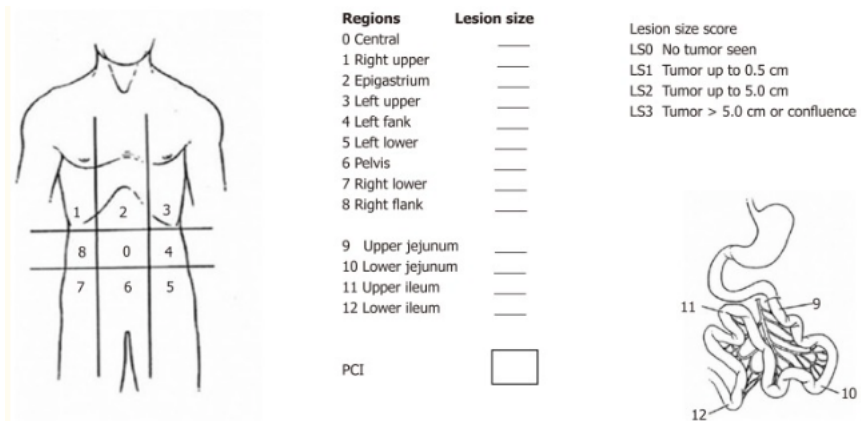 1 2 3
8 0 4
7 6 5
Regions Lesion size
0 Central
1 Right upper
2 Epigastrium
3 Left upper
4 Left fank
5 Left lower
6 Pelvis
7 Right lower
8 Right flank
9 Upper jejunum
10 Lower jejunum
11 Upper ileum
12 Lower ileum
PCI
Lesion size score
LS0 No tumor seen
LS1 Tumor up to 0.5 cm
LS2 Tumor up to 5.0 cm
LS3 Tumor > 5.0 cm or confluence
11
9
10
12